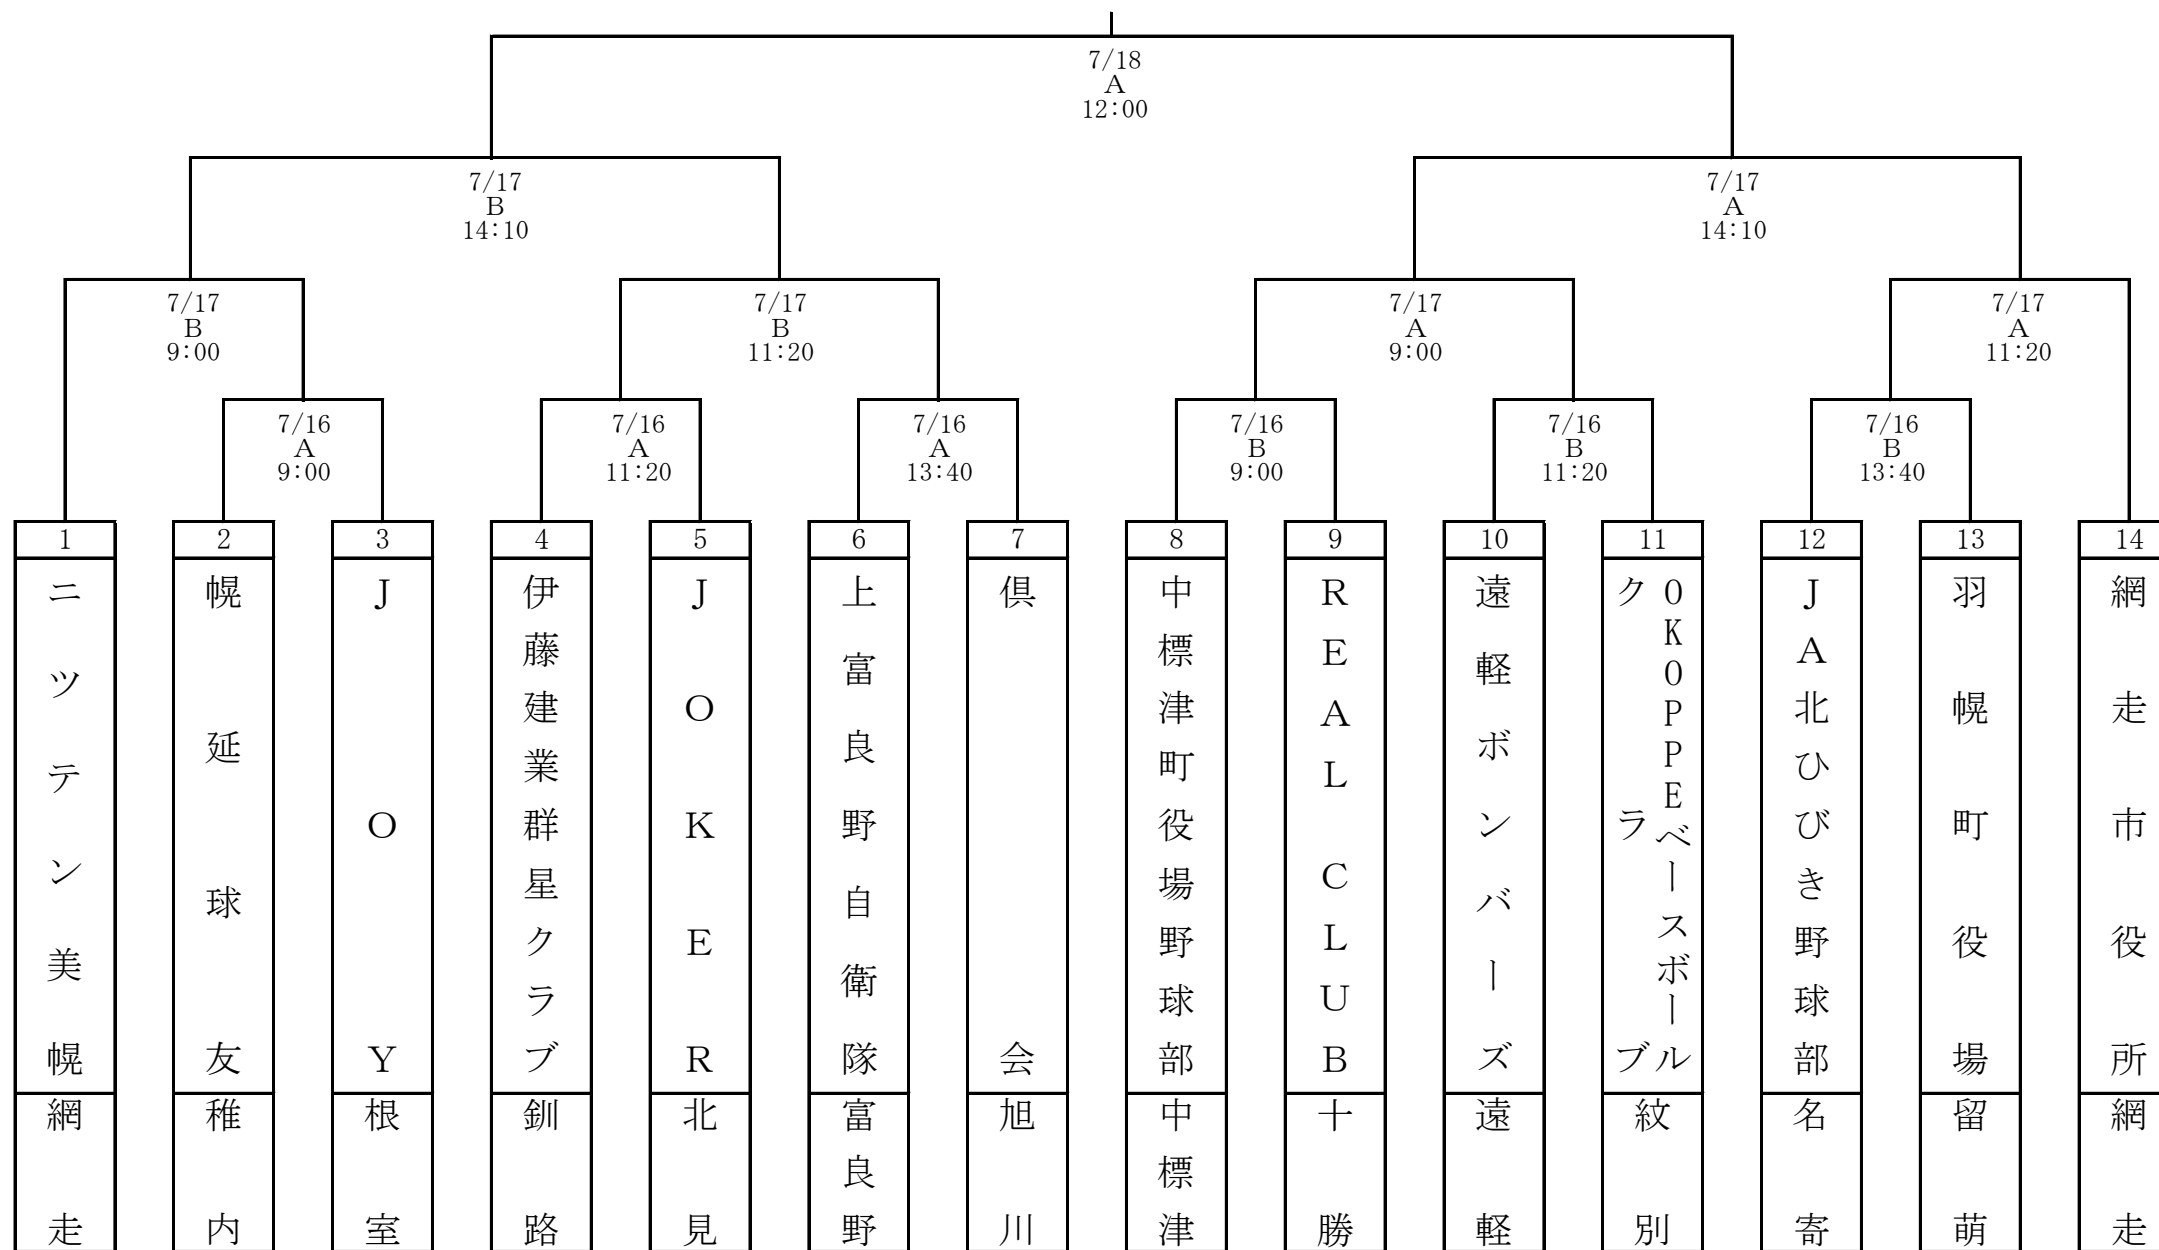 7/18
A
12:00
7/17
B
14:10
7/17
A
14:10
7/17
B
9:00
7/17
B
11:20
7/17
A
9:00
7/17
A
11:20
7/16
A
9:00
7/16
A
11:20
7/16
A
13:40
7/16
B
9:00
7/16
B
11:20
7/16
B
13:40
1
ニツテン美幌
網走
2
幌延球友
稚内
3
JOY
根室
4
伊藤建業群星クラブ
釧路
5
JOKER
北見
6
上富良野自衛隊
富良野
7
倶会
旭川
8
中標津町役場野球部
中標津
9
REAL CLUB
十勝
10
遠軽ボンバーズ
遠軽
11
OKOPPEベースボール
クラブ
紋別
12
JA北ひびき野球部
名寄
13
羽幌町役場
留萌
14
網走市役所
網走